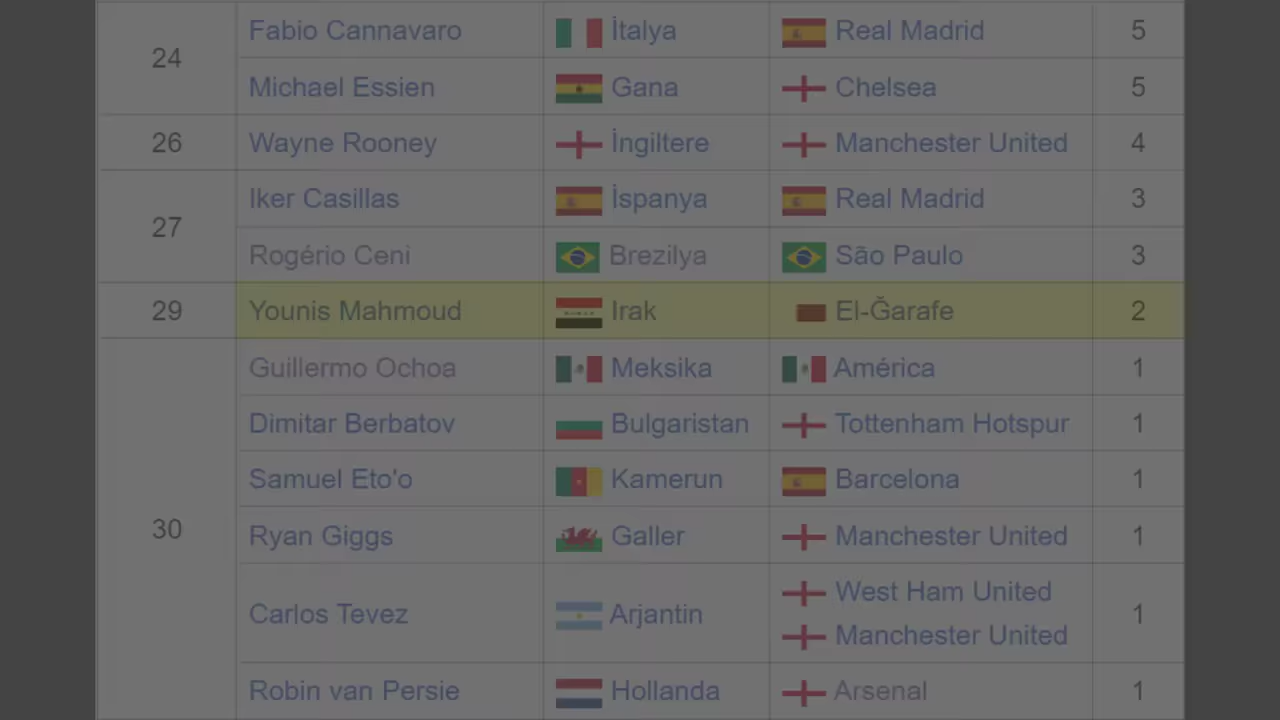 24 Fabio Cannavaro İtalya Real Madrid 5
Michael Essien Gana Chelsea 5
26 Wayne Rooney İngiltere Manchester United 4
27 Iker Casillas İspanya Real Madrid 3
Rogério Ceni Brezilya São Paulo 3
29 Younis Mahmoud Irak El-Ğarafe 2
30 Guillermo Ochoa Meksika América 1
Dimitar Berbatov Bulgaristan Tottenham Hotspur 1
Samuel Eto'o Kamerun Barcelona 1
Ryan Giggs Galler Manchester United 1
Carlos Tevez Arjantin West Ham United 1
Manchester United
Robin van Persie Hollanda Arsenal 1